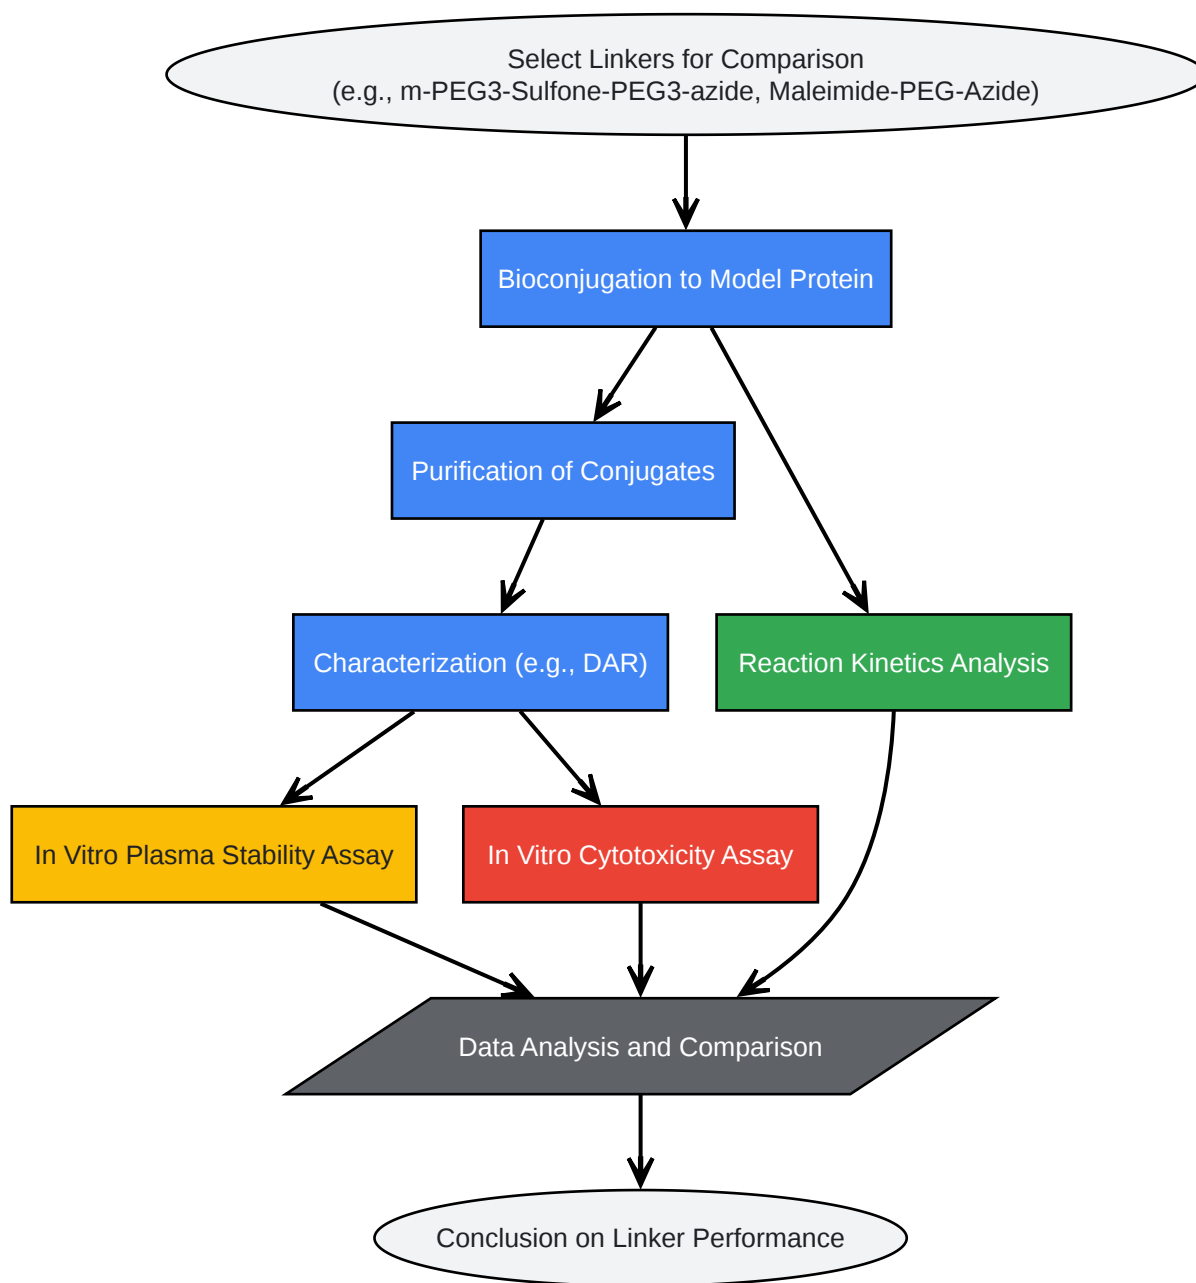 Select Linkers for Comparison
(e.g., m-PEG3-Sulfone-PEG3-azide, Maleimide-PEG-Azide)
Bioconjugation to Model Protein
Purification of Conjugates
Characterization (e.g., DAR)
Reaction Kinetics Analysis
In Vitro Plasma Stability Assay
In Vitro Cytotoxicity Assay
Data Analysis and Comparison
Conclusion on Linker Performance